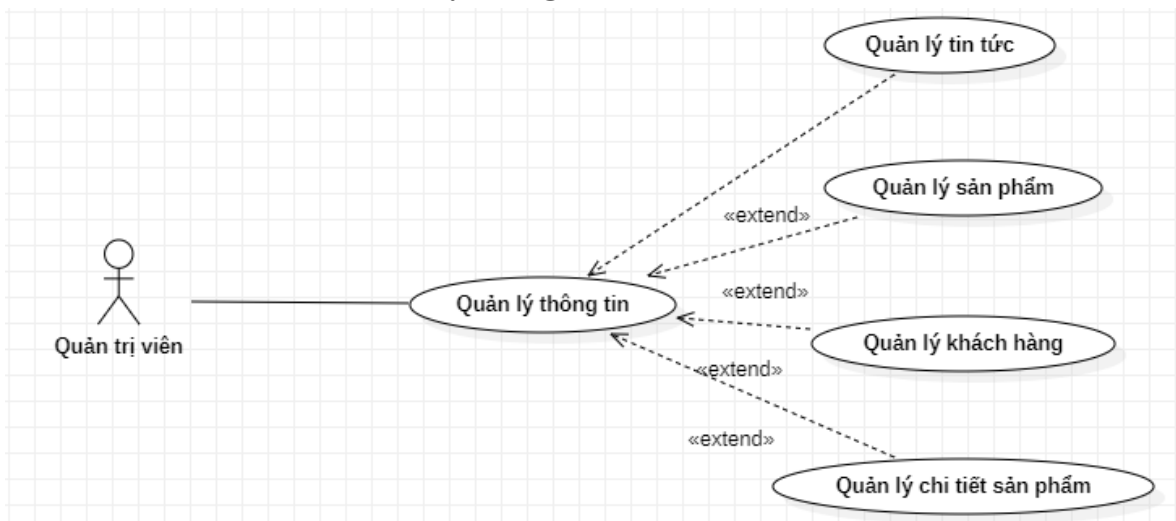 Quản lý tin tức
Quản lý sản phẩm
«extend»
«extend»
Quản lý thông tin
Quản lý khách hàng
Quản trị viên
«extend»
«extend»
Quản lý chi tiết sản phẩm